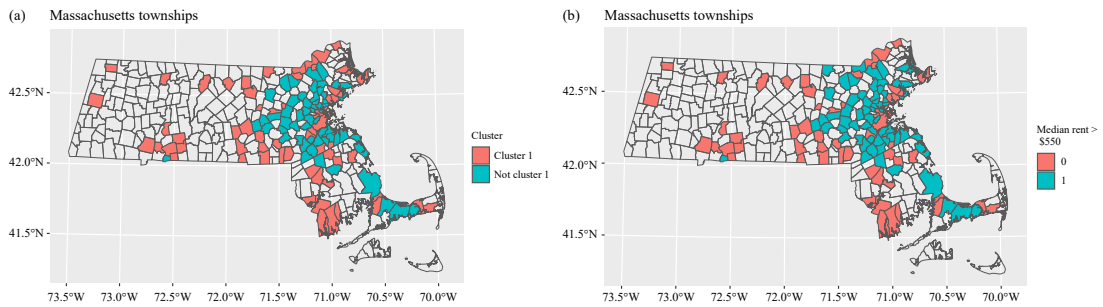 (a) Massachusetts townships
42.5°N
42.0°N
41.5°N
73.5°W 73.0°W 72.5°W 72.0°W 71.5°W 71.0°W 70.5°W 70.0°W
Cluster
Cluster 1
Not cluster 1
(b) Massachusetts townships
42.5°N
42.0°N
41.5°N
73.5°W 73.0°W 72.5°W 72.0°W 71.5°W 71.0°W 70.5°W 70.0°W
Median rent >
$550
0
1